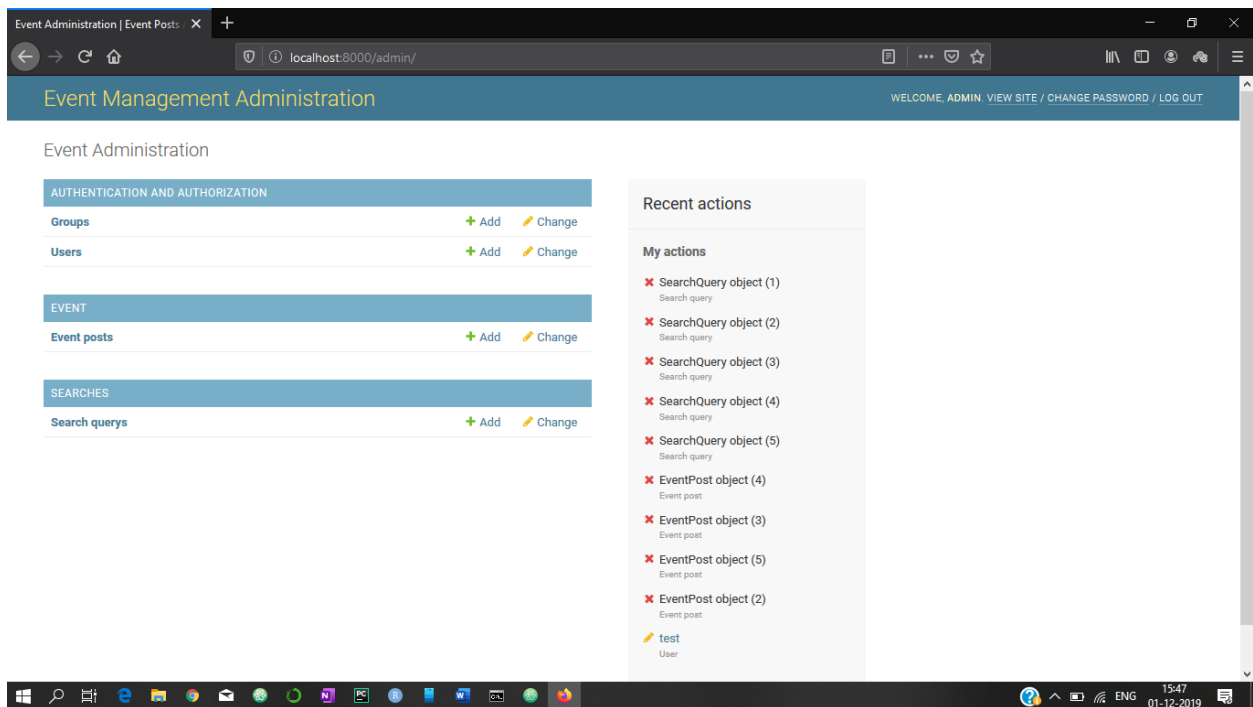 Event Administration | Event Posts
localhost:8000/admin/
Event Management Administration
WELCOME, ADMIN. VIEW SITE / CHANGE PASSWORD / LOG OUT
Event Administration
AUTHENTICATION AND AUTHORIZATION
Groups + Add Change
Users + Add Change
EVENT
Event posts + Add Change
SEARCHES
Search querys + Add Change
Recent actions
My actions
SearchQuery object (1)
Search query
SearchQuery object (2)
Search query
SearchQuery object (3)
Search query
SearchQuery object (4)
Search query
SearchQuery object (5)
Search query
EventPost object (4)
Event post
EventPost object (3)
Event post
EventPost object (5)
Event post
EventPost object (2)
Event post
test
User
ENG
15:47
01-12-2019